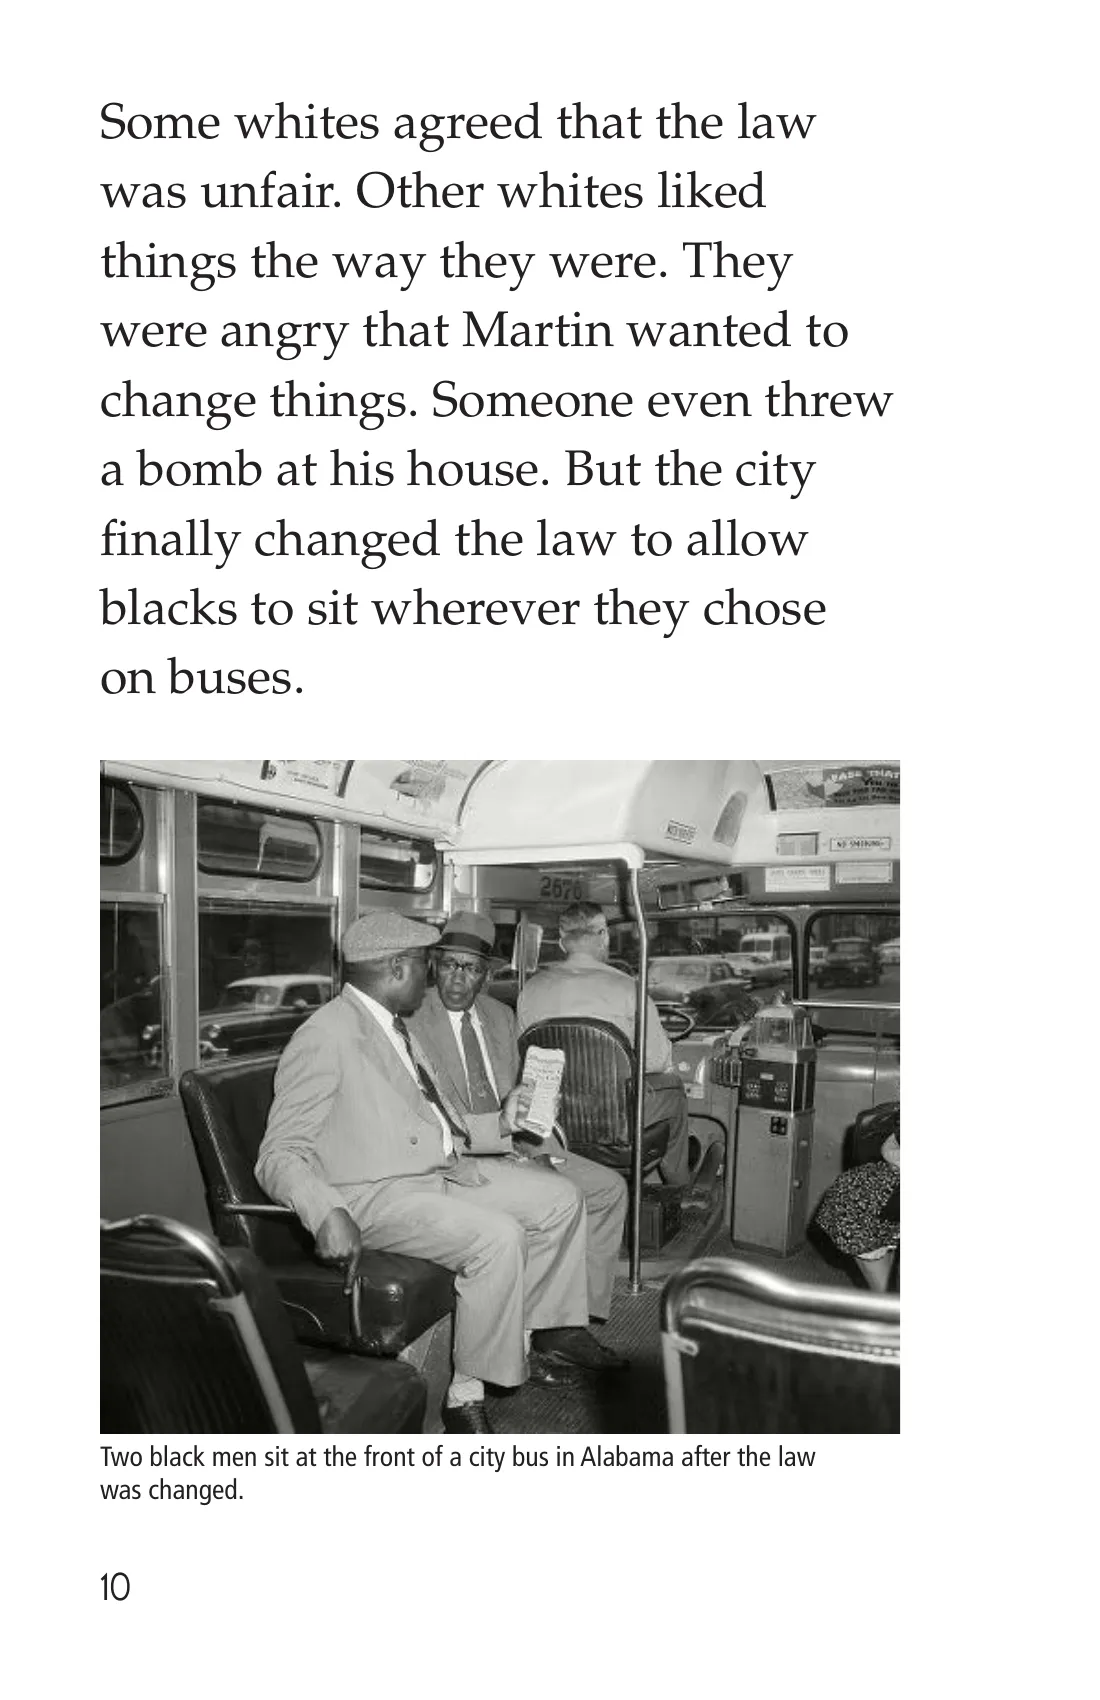 Some whites agreed that the law
was unfair. Other whites liked
things the way they were. They
were angry that Martin wanted to
change things. Someone even threw
a bomb at his house. But the city
finally changed the law to allow
blacks to sit wherever they chose
on buses.
2676
NO SMOKING
Two black men sit at the front of a city bus in Alabama after the law
was changed.
10